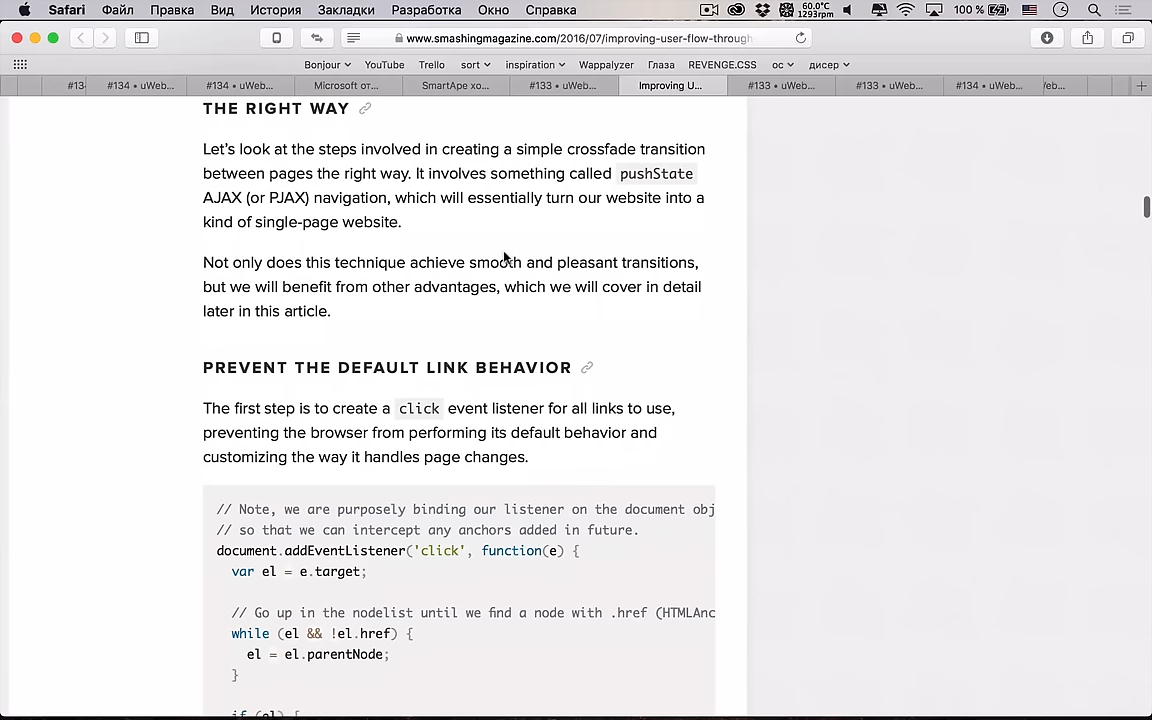 Safari Файл Правка Вид История Закладки Разработка Окно Справка 60.0°C 1293rpm 100 %
www.smashingmagazine.com/2016/07/improving-user-flow-through
Bonjour YouTube Trello sort inspiration Wappalyzer Глаза REVENGE.CSS ос дисер
#13 #134 • uWeb... #134 • uWeb... Microsoft от... SmartApe хо... #133 • uWeb... Improving U... #133 • uWeb... #133 • uWeb... #134 • uWeb... /eb...
THE RIGHT WAY
Let’s look at the steps involved in creating a simple crossfade transition
between pages the right way. It involves something called pushState
AJAX (or PJAX) navigation, which will essentially turn our website into a
kind of single-page website.
Not only does this technique achieve smooth and pleasant transitions,
but we will benefit from other advantages, which we will cover in detail
later in this article.
PREVENT THE DEFAULT LINK BEHAVIOR
The first step is to create a click event listener for all links to use,
preventing the browser from performing its default behavior and
customizing the way it handles page changes.
// Note, we are purposely binding our listener on the document obj
// so that we can intercept any anchors added in future.
document.addEventListener('click', function(e) {
var el = e.target;
// Go up in the nodelist until we find a node with .href (HTMLAnc
while (el && !el.href) {
el = el.parentNode;
}
if (el) {